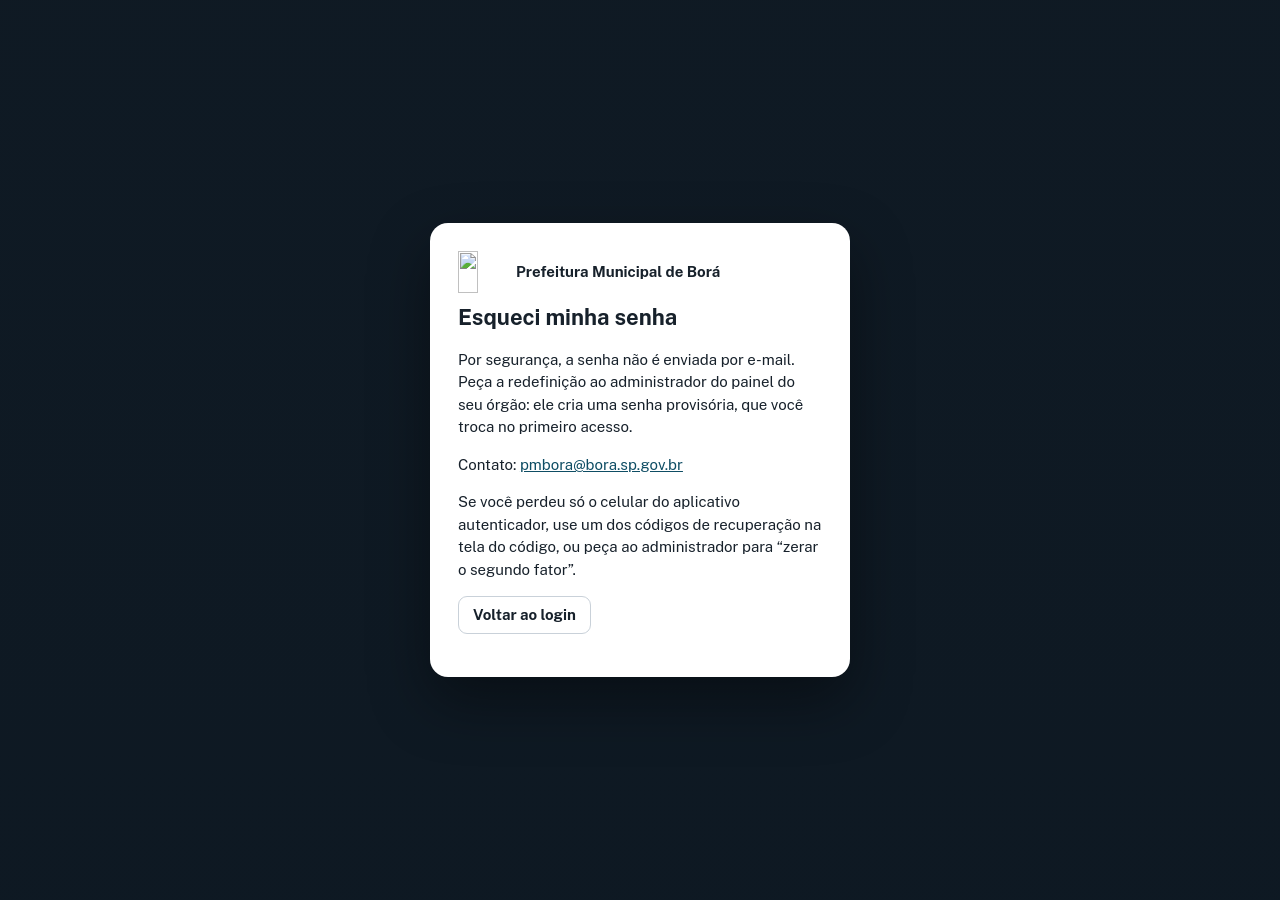 Prefeitura Municipal de Borá
Esqueci minha senha
Por segurança, a senha não é enviada por e-mail.
Peça a redefinição ao administrador do painel do
seu órgão: ele cria uma senha provisória, que você
troca no primeiro acesso.
Contato: pmbora@bora.sp.gov.br
Se você perdeu só o celular do aplicativo
autenticador, use um dos códigos de recuperação na
tela do código, ou peça ao administrador para “zerar
o segundo fator”.
Voltar ao login